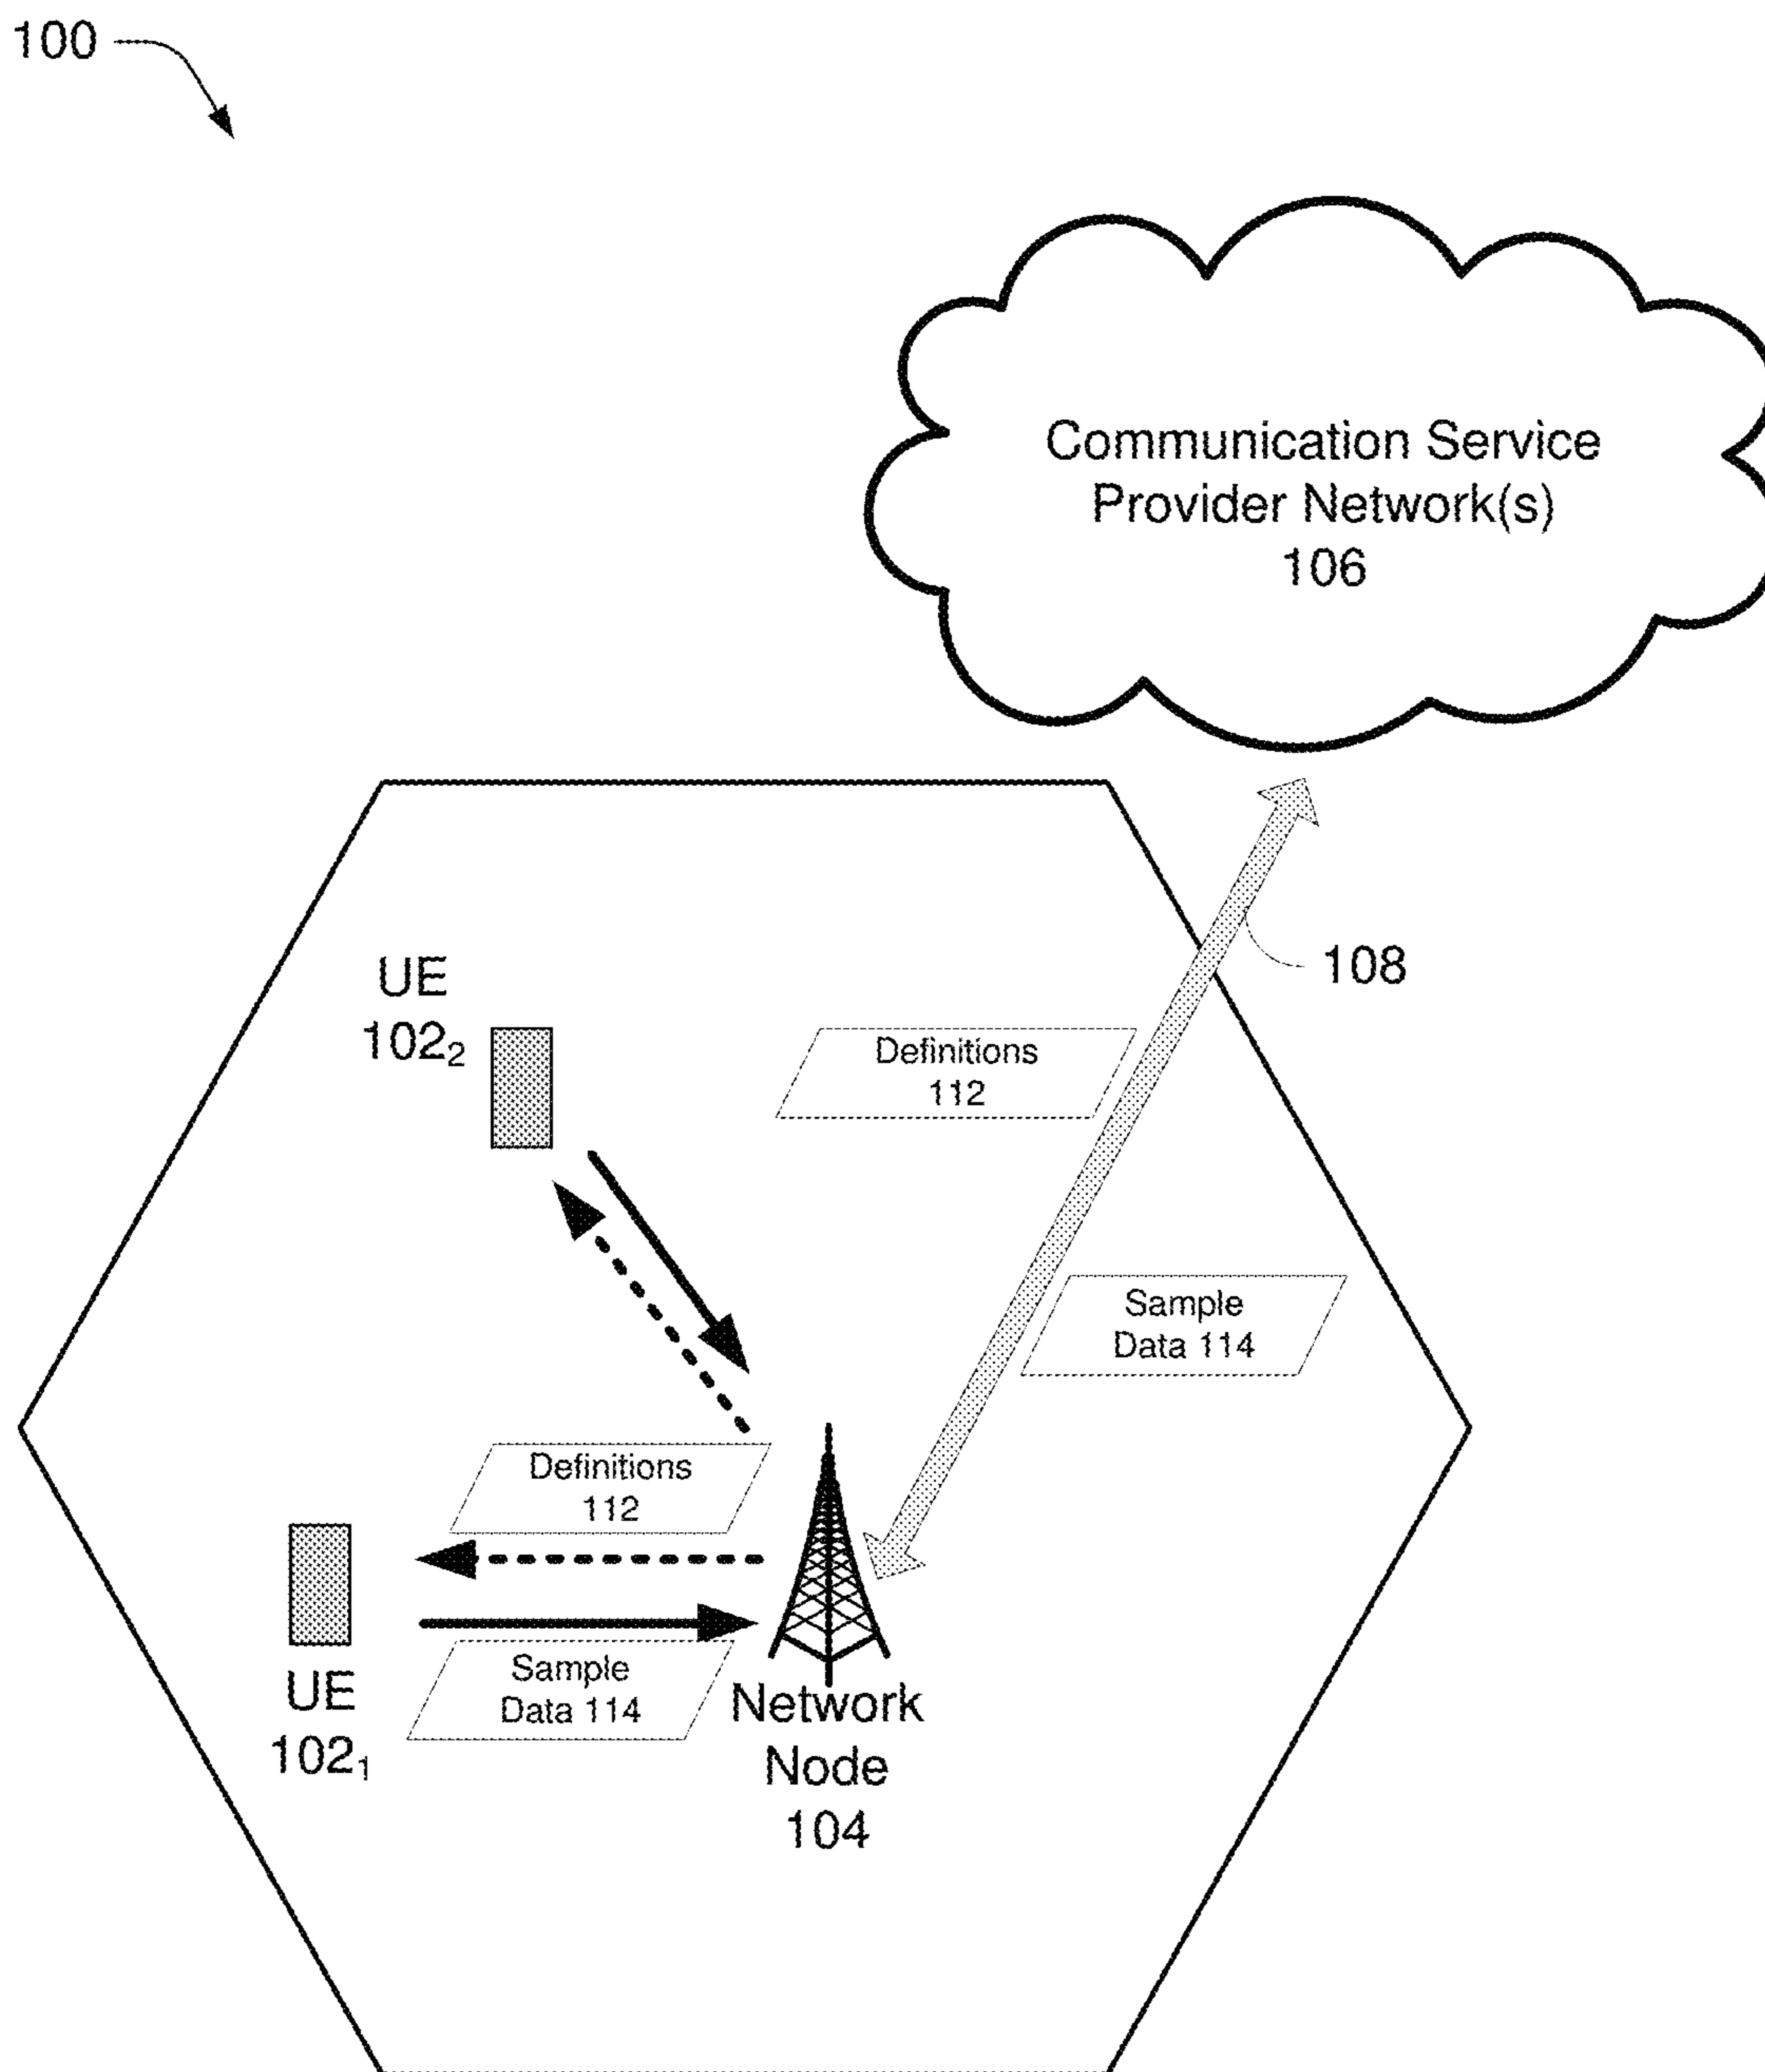 100
Communication Service
Provider Network(s)
106
108
UE
102₂
Definitions
112
Sample
Data 114
Definitions
112
Sample
Data 114
UE
102₁
Network
Node
104